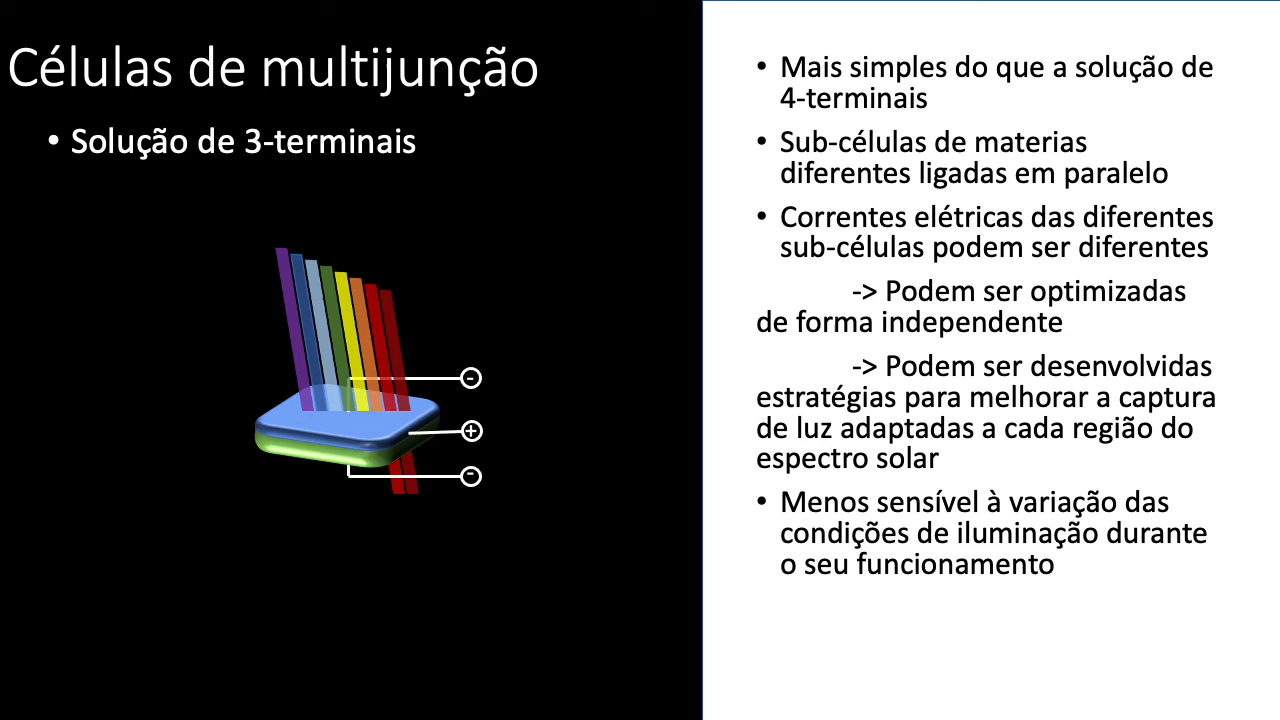 Células de multijunção
• Solução de 3-terminais
-
+
-
• Mais simples do que a solução de
4-terminais
• Sub-células de materias
diferentes ligadas em paralelo
• Correntes elétricas das diferentes
sub-células podem ser diferentes
-> Podem ser optimizadas
de forma independente
-> Podem ser desenvolvidas
estratégias para melhorar a captura
de luz adaptadas a cada região do
espectro solar
• Menos sensível à variação das
condições de iluminação durante
o seu funcionamento